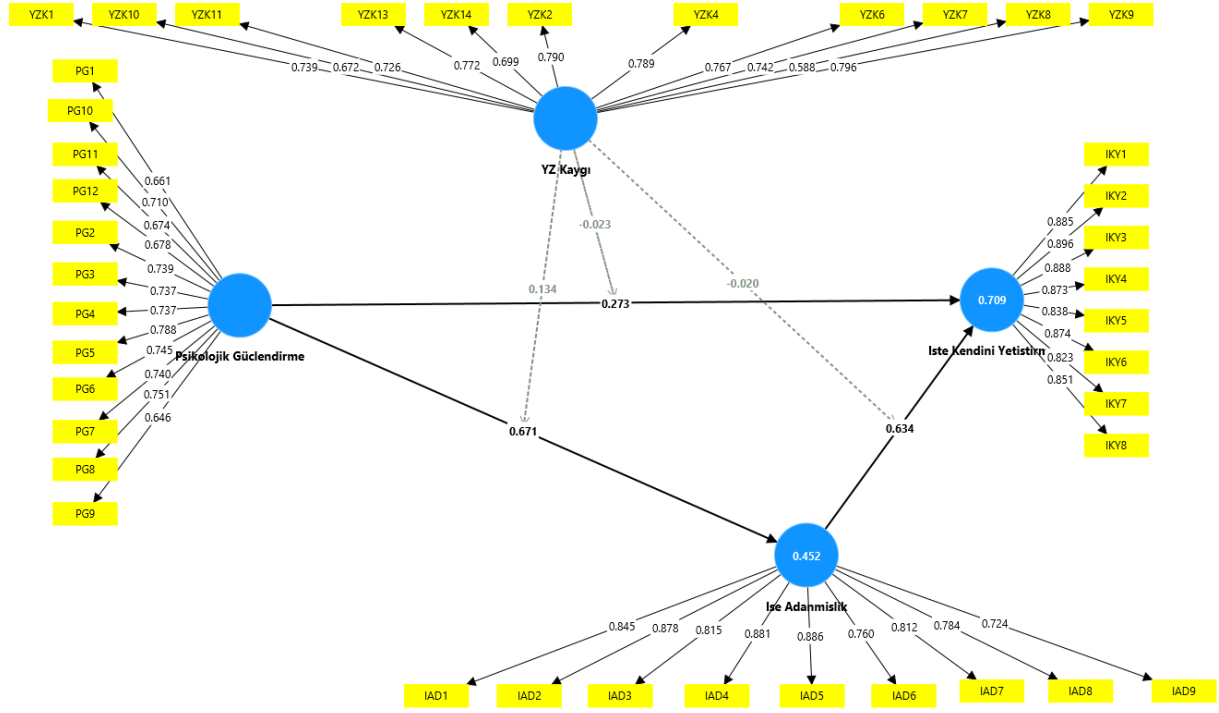 YZK1
YZK10
YZK11
YZK13
YZK14
YZK2
YZK4
YZK6
YZK7
YZK8
YZK9
0.739
0.672
0.726
0.772
0.699
0.790
0.789
0.767
0.742
0.588
0.796
YZ Kaygı
PG1
PG10
PG11
PG12
PG2
PG3
PG4
PG5
PG6
PG7
PG8
PG9
0.661
0.710
0.674
0.678
0.739
0.737
0.737
0.788
0.745
0.740
0.751
0.646
Psikolojik Güclendirme
-0.023
0.134
-0.020
0.273
0.671
0.634
0.709
Iste Kendini Yetistirn
IKY1
IKY2
IKY3
IKY4
IKY5
IKY6
IKY7
IKY8
0.885
0.896
0.888
0.873
0.838
0.874
0.823
0.851
0.452
Ise Adanmislik
0.845
0.878
0.815
0.881
0.886
0.760
0.812
0.784
0.724
IAD1
IAD2
IAD3
IAD4
IAD5
IAD6
IAD7
IAD8
IAD9